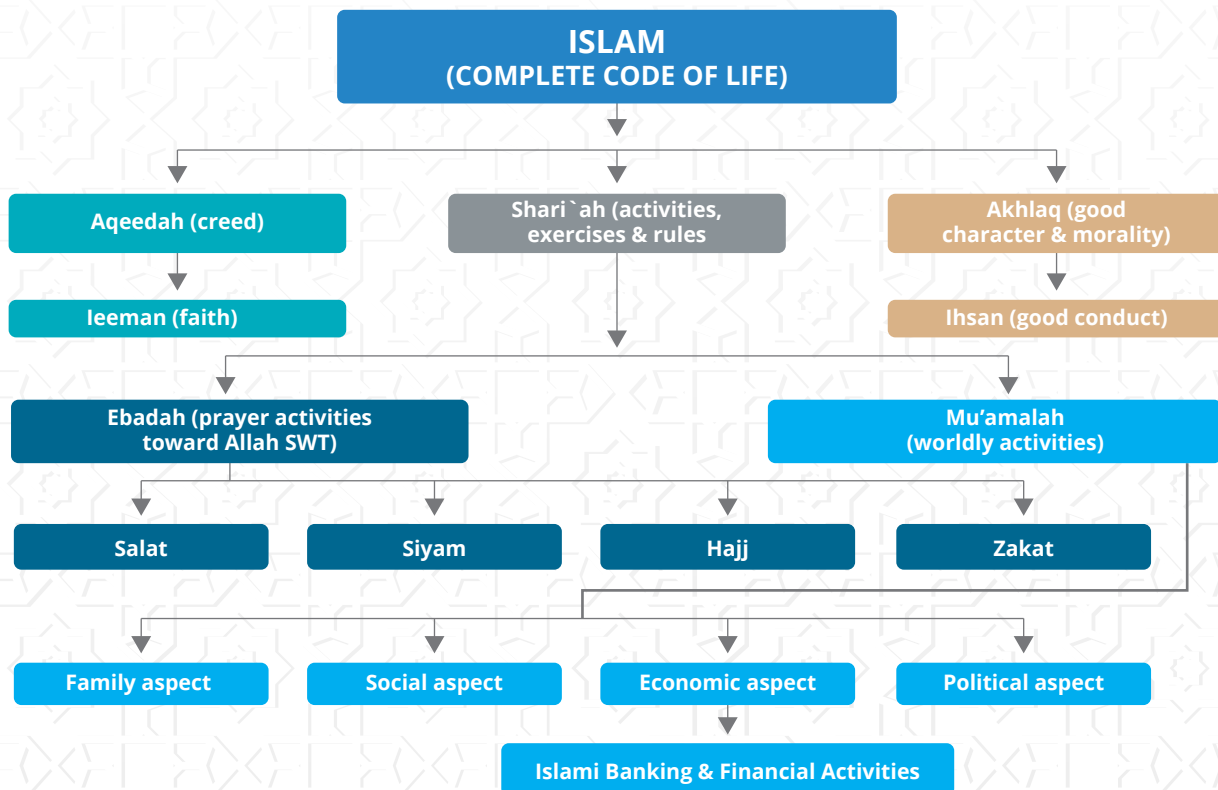 ISLAM
(COMPLETE CODE OF LIFE)
Aqeedah (creed)
Shari`ah (activities,
exercises & rules
Akhlaq (good
character & morality)
Ieeman (faith)
Ihsan (good conduct)
Ebadah (prayer activities
toward Allah SWT)
Mu’amalah
(worldly activities)
Salat
Siyam
Hajj
Zakat
Family aspect
Social aspect
Economic aspect
Political aspect
Islami Banking & Financial Activities